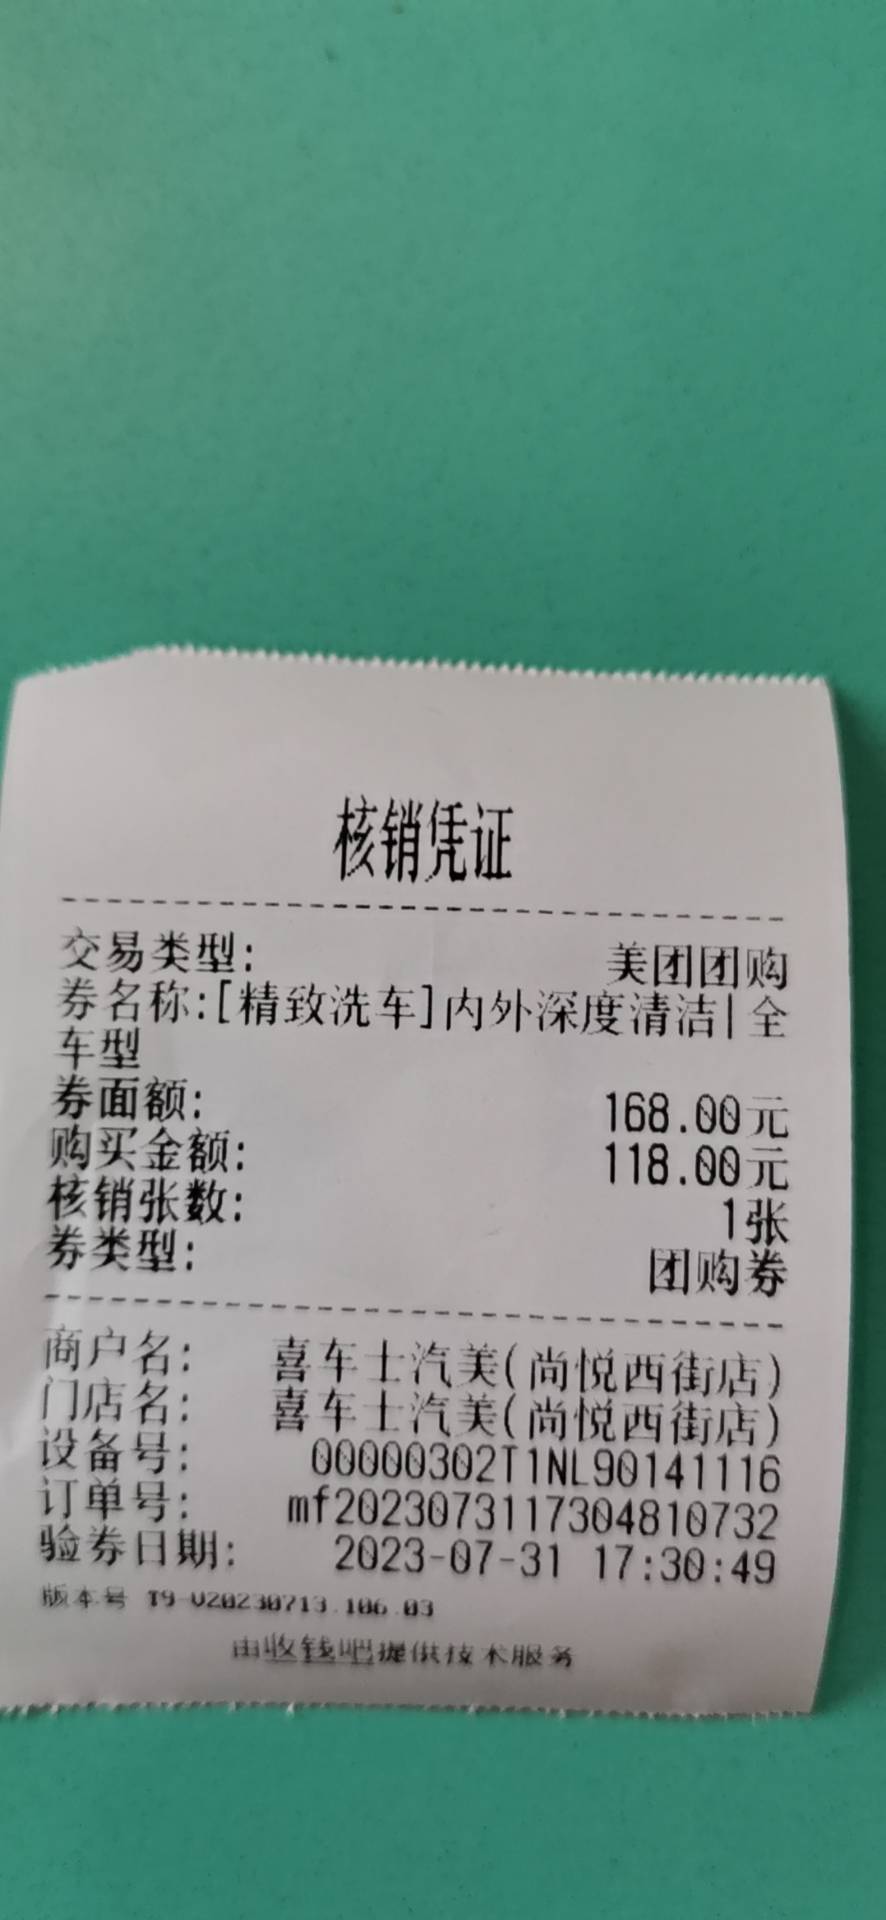 核销凭证
交易类型: 美团团购
券名称:[精致洗车]内外深度清洁|全
车型
券面额: 168.00元
购买金额: 118.00元
核销张数: 1张
券类型: 团购券
商户名: 喜车士汽美(尚悦西街店)
门店名: 喜车士汽美(尚悦西街店)
设备号: 00000302T1NL90141116
订单号: mf2023073117304810732
验券日期: 2023-07-31 17:30:49
版本号 T9-V20230713.106.03
由收钱吧提供技术服务